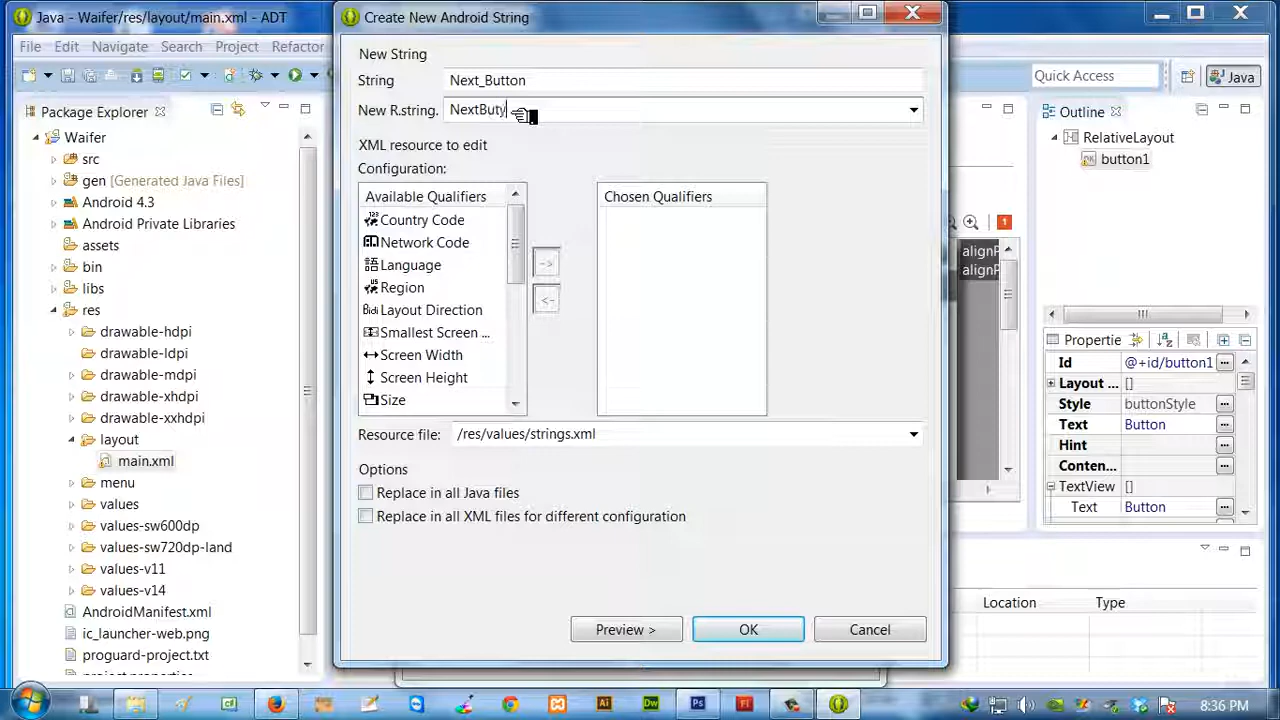 Java - Waifer/res/layout/main.xml - ADT
File Edit Navigate Search Project Refactor
Quick Access
Java
Package Explorer
Waifer
src
gen [Generated Java Files]
Android 4.3
Android Private Libraries
assets
bin
libs
res
drawable-hdpi
drawable-ldpi
drawable-mdpi
drawable-xhdpi
drawable-xxhdpi
layout
main.xml
menu
values
values-sw600dp
values-sw720dp-land
values-v11
values-v14
AndroidManifest.xml
ic_launcher-web.png
proguard-project.txt
Create New Android String
New String
String Next_Button
New R.string. NextButy
XML resource to edit
Configuration:
Available Qualifiers
Country Code
Network Code
Language
Region
Layout Direction
Smallest Screen ...
Screen Width
Screen Height
Size
->
<-
Chosen Qualifiers
Resource file: /res/values/strings.xml
Options
Replace in all Java files
Replace in all XML files for different configuration
Preview > OK Cancel
1
alignP
alignP
Outline
RelativeLayout
button1
Propertie
Id @+id/button1
Layout ... []
Style buttonStyle
Text Button
Hint
Conten...
TextView []
Text Button
Location Type
8:36 PM